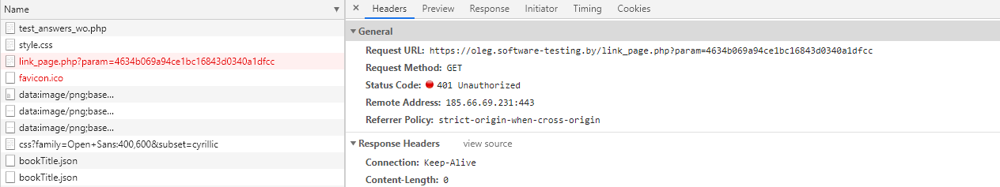 Name
test_answers_wo.php
style.css
link_page.php?param=4634b069a94ce1bc16843d0340a1dfcc
favicon.ico
data:image/png;base...
data:image/png;base...
data:image/png;base...
css?family=Open+Sans:400,600&subset=cyrillic
bookTitle.json
bookTitle.json
Headers Preview Response Initiator Timing Cookies
General
Request URL: https://oleg.software-testing.by/link_page.php?param=4634b069a94ce1bc16843d0340a1dfcc
Request Method: GET
Status Code: 401 Unauthorized
Remote Address: 185.66.69.231:443
Referrer Policy: strict-origin-when-cross-origin
Response Headers view source
Connection: Keep-Alive
Content-Length: 0